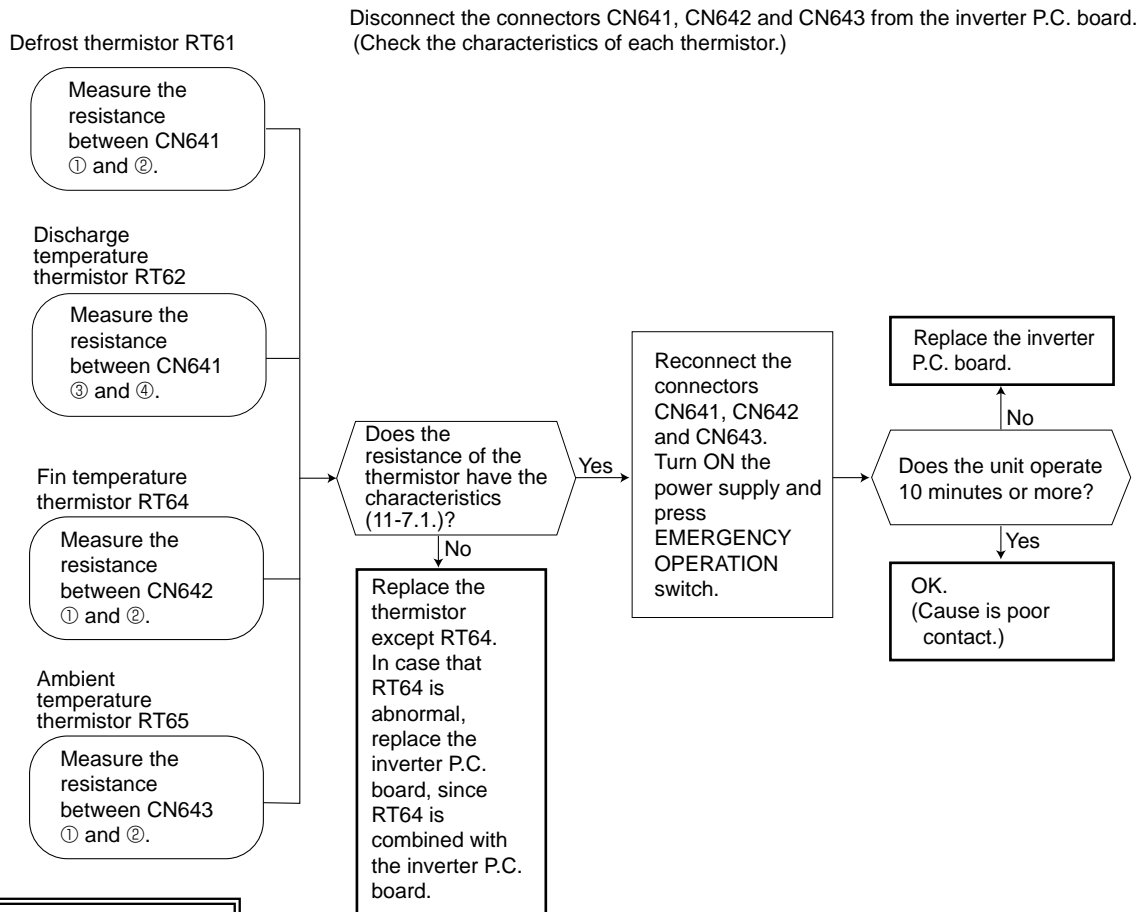 Disconnect the connectors CN641, CN642 and CN643 from the inverter P.C. board.
(Check the characteristics of each thermistor.)
Defrost thermistor RT61
Measure the
resistance
between CN641
① and ②.
Discharge
temperature
thermistor RT62
Measure the
resistance
between CN641
③ and ④.
Fin temperature
thermistor RT64
Measure the
resistance
between CN642
① and ②.
Ambient
temperature
thermistor RT65
Measure the
resistance
between CN643
① and ②.
Does the
resistance of the
thermistor have the
characteristics
(11-7.1.)?
Yes
No
Replace the
thermistor
except RT64.
In case that
RT64 is
abnormal,
replace the
inverter P.C.
board, since
RT64 is
combined with
the inverter P.C.
board.
Reconnect the
connectors
CN641, CN642
and CN643.
Turn ON the
power supply and
press
EMERGENCY
OPERATION
switch.
Replace the inverter
P.C. board.
No
Does the unit operate
10 minutes or more?
Yes
OK.
(Cause is poor
contact.)